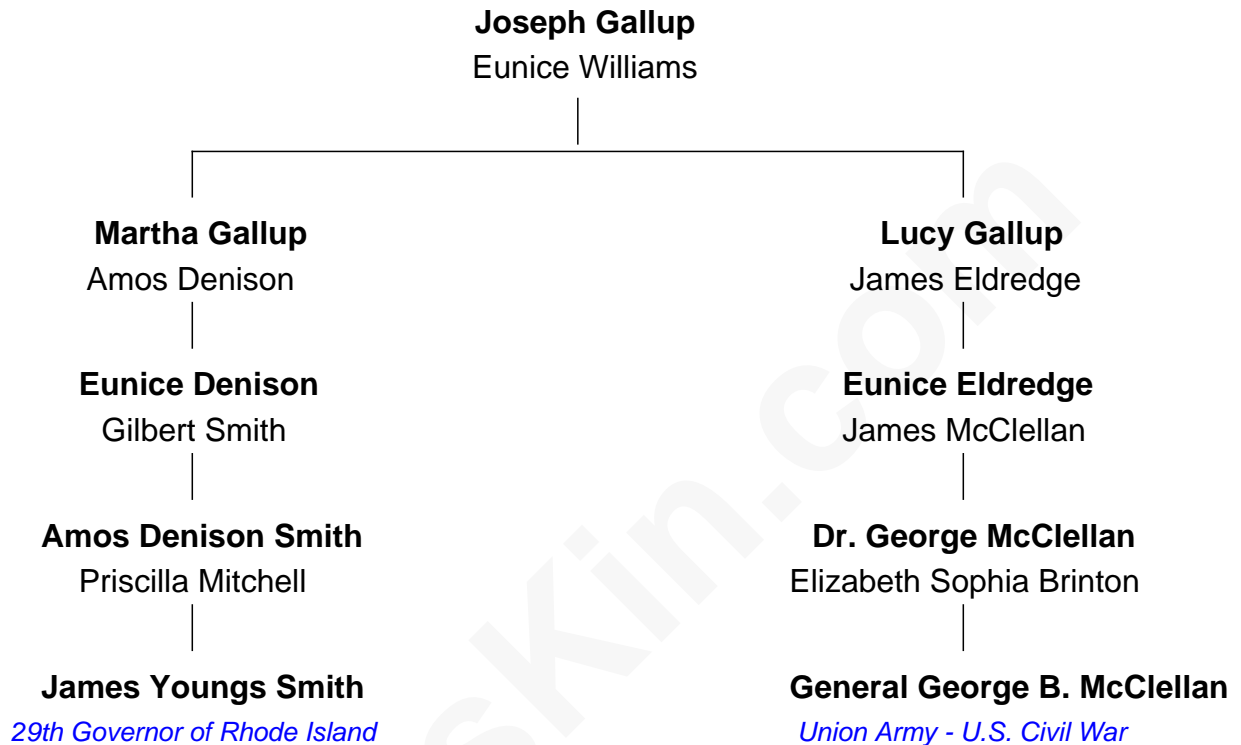 Joseph Gallup
Eunice Williams
Martha Gallup
Amos Denison
Lucy Gallup
James Eldredge
Eunice Denison
Gilbert Smith
Eunice Eldredge
James McClellan
Amos Denison Smith
Priscilla Mitchell
Dr. George McClellan
Elizabeth Sophia Brinton
James Youngs Smith
29th Governor of Rhode Island
General George B. McClellan
Union Army - U.S. Civil War
sKin.com